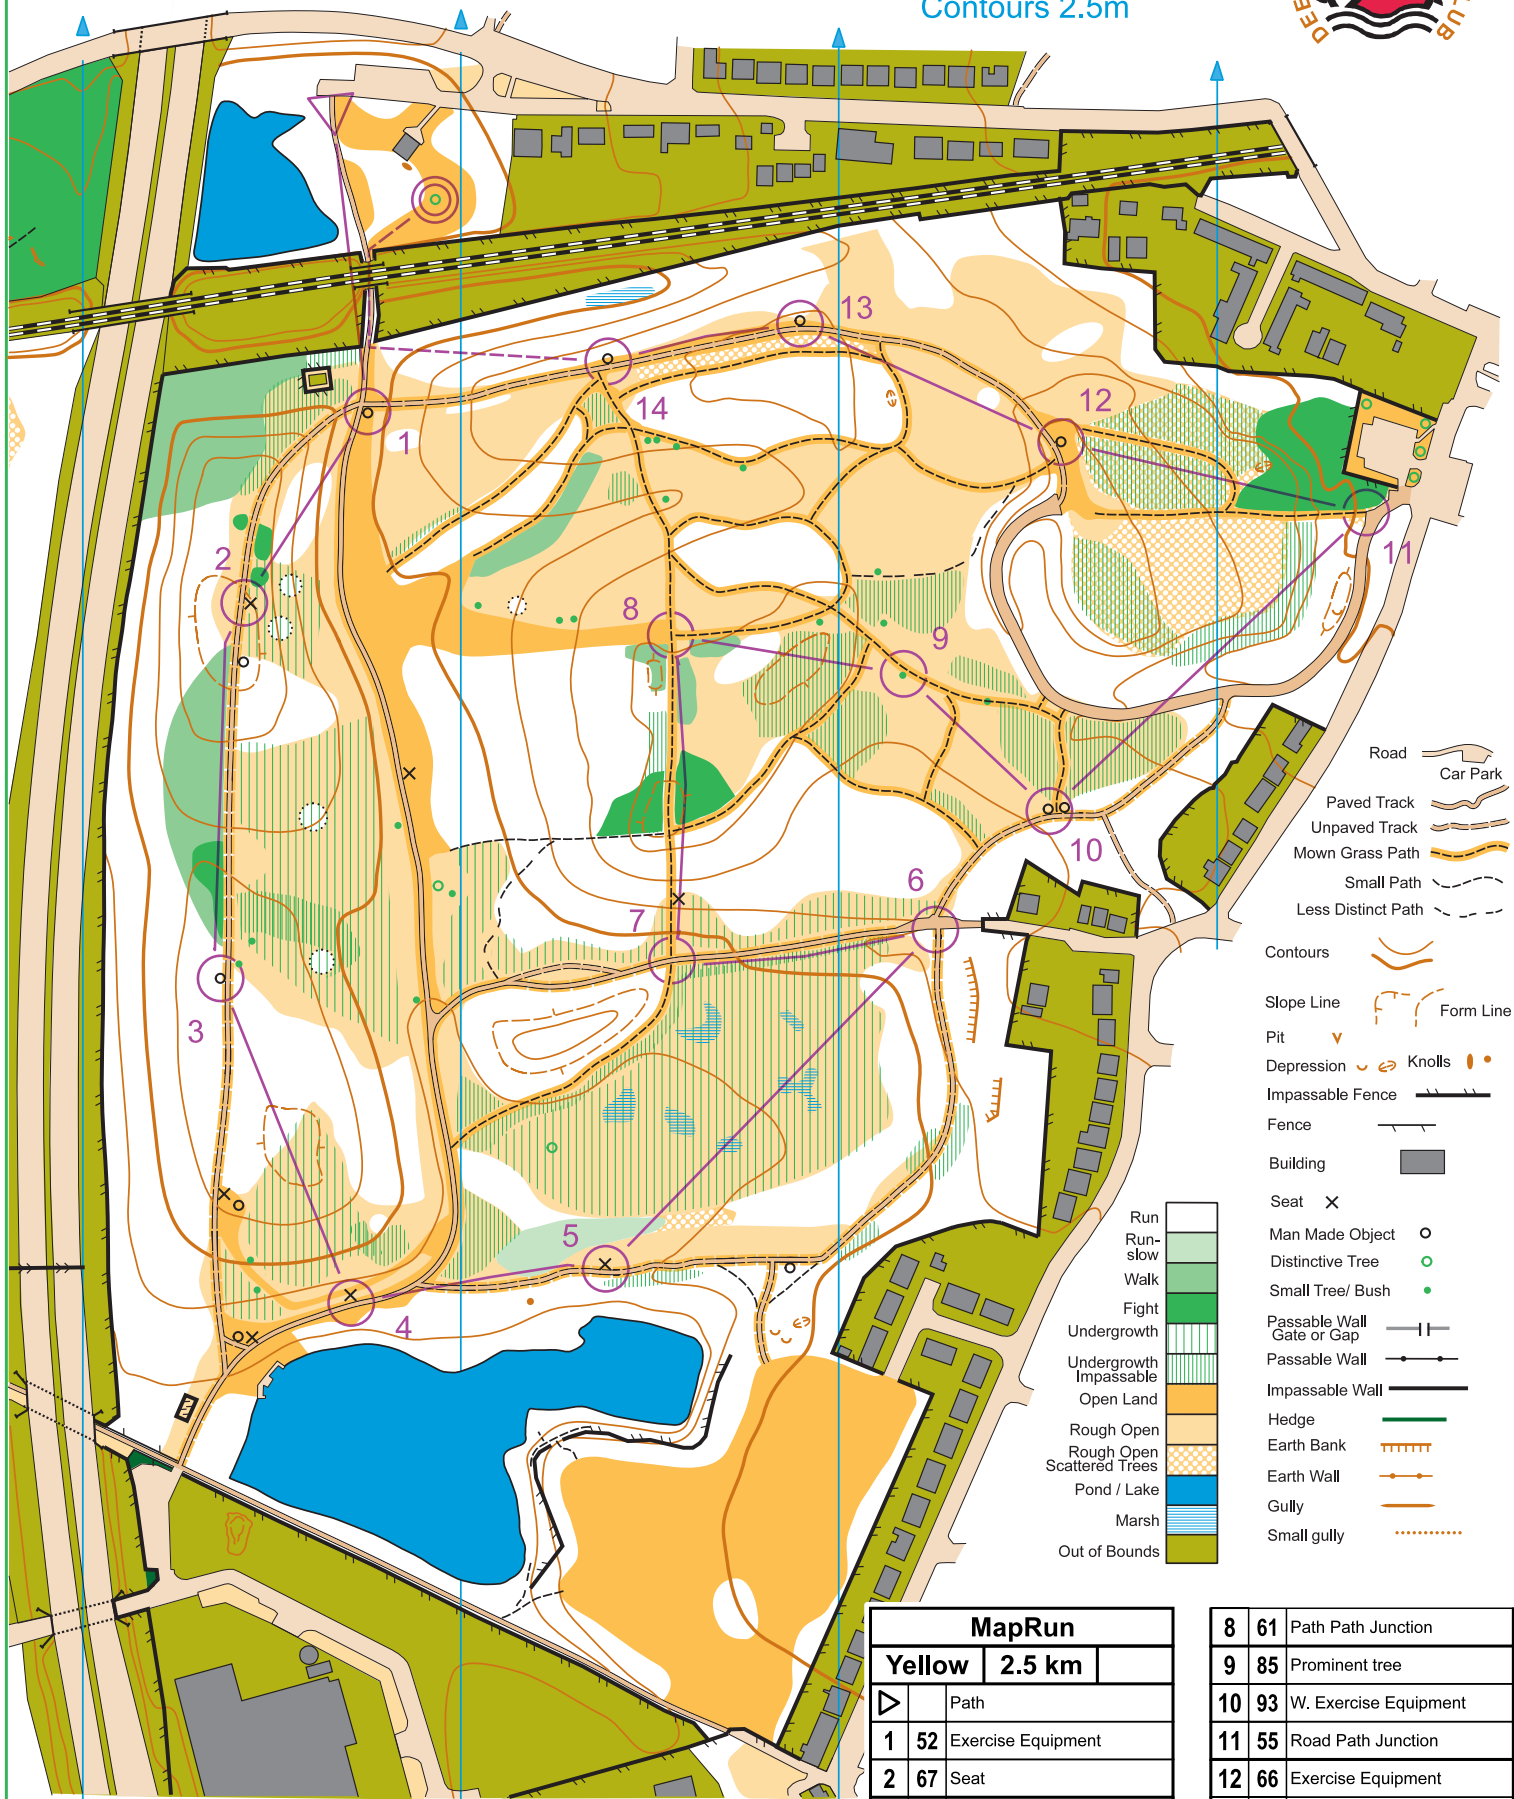 Contours 2.5m
DEE
CLUB
13
12
14
1
11
2
8
9
10
6
7
3
5
4
Road
Car Park
Paved Track
Unpaved Track
Mown Grass Path
Small Path
Less Distinct Path
Contours
Slope Line
Form Line
Pit
Depression
Knolls
Impassable Fence
Fence
Building
Seat
Man Made Object
Distinctive Tree
Small Tree/ Bush
Passable Wall
Gate or Gap
Passable Wall
Impassable Wall
Hedge
Earth Bank
Earth Wall
Gully
Small gully
Run
Run-
slow
Walk
Fight
Undergrowth
Undergrowth
Impassable
Open Land
Rough Open
Rough Open
Scattered Trees
Pond / Lake
Marsh
Out of Bounds
MapRun
Yellow 2.5 km
Path
1 52 Exercise Equipment
2 67 Seat
8 61 Path Path Junction
9 85 Prominent tree
10 93 W. Exercise Equipment
11 55 Road Path Junction
12 66 Exercise Equipment